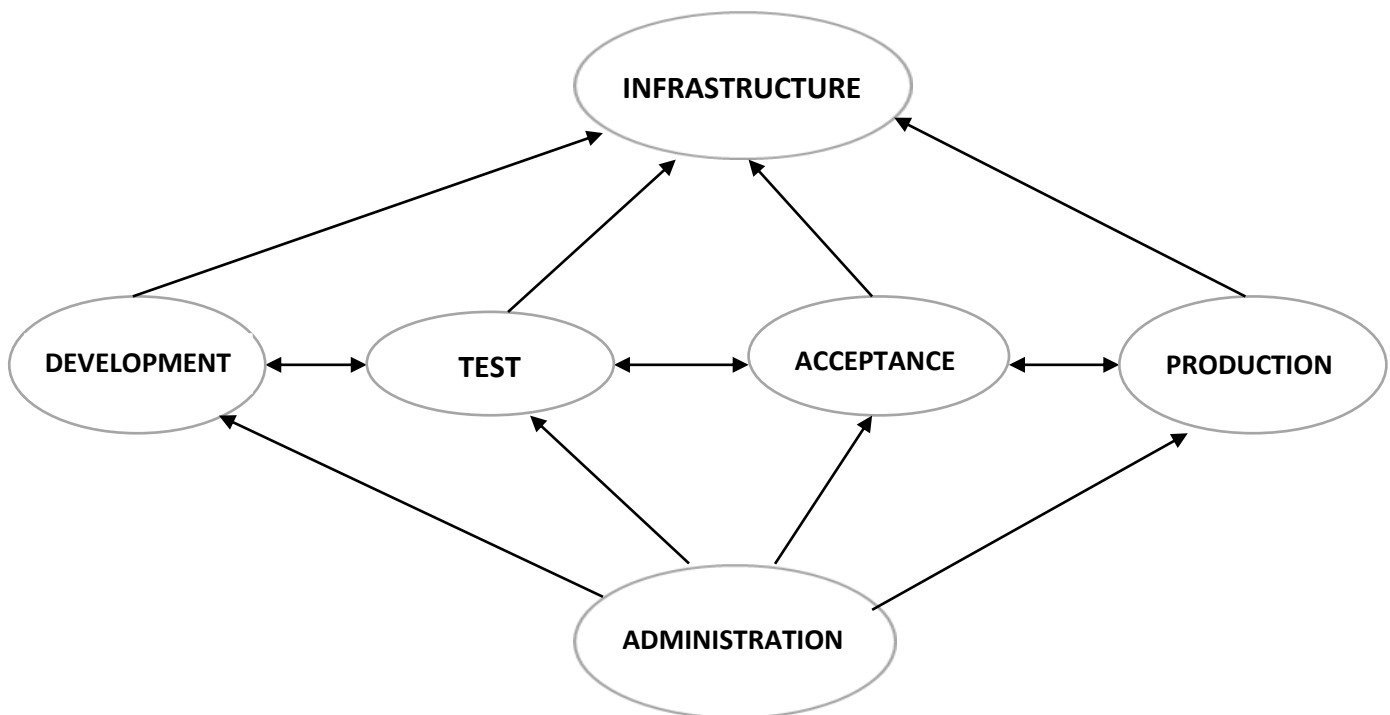 INFRASTRUCTURE
DEVELOPMENT
TEST
ACCEPTANCE
PRODUCTION
ADMINISTRATION